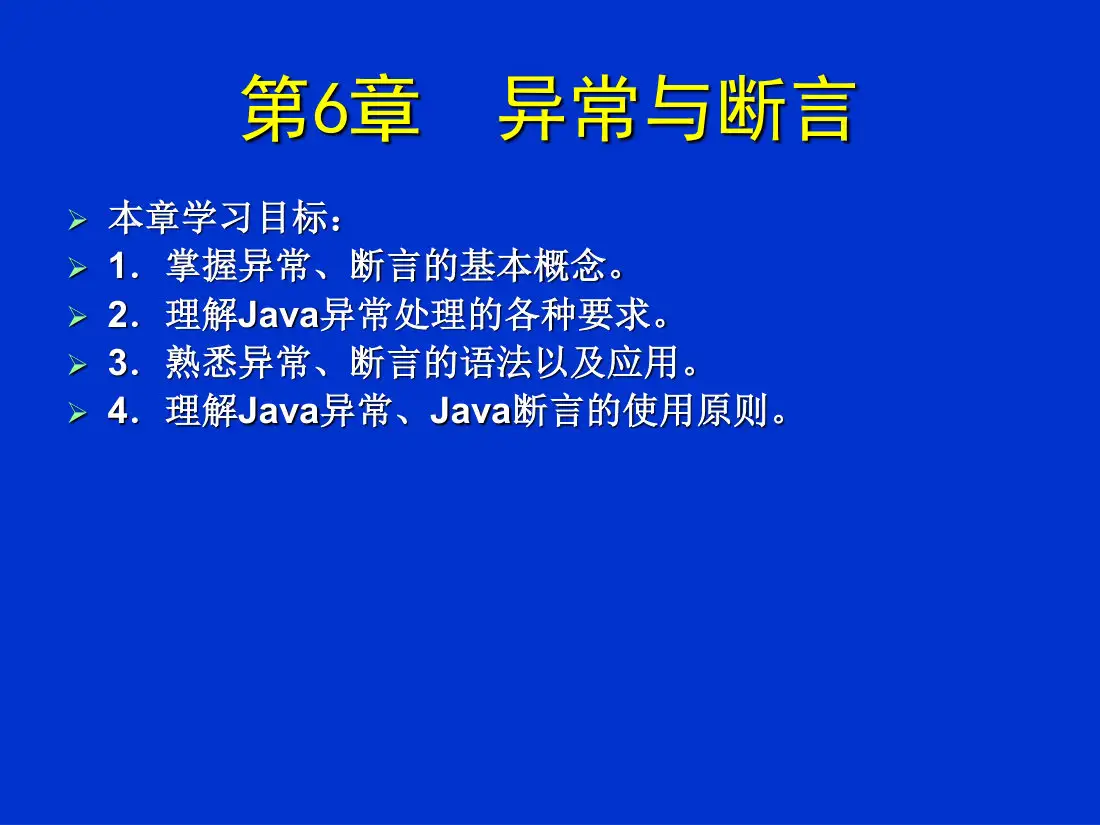 第6章　异常与断言
本章学习目标：
1．掌握异常、断言的基本概念。
2．理解Java异常处理的各种要求。
3．熟悉异常、断言的语法以及应用。
4．理解Java异常、Java断言的使用原则。